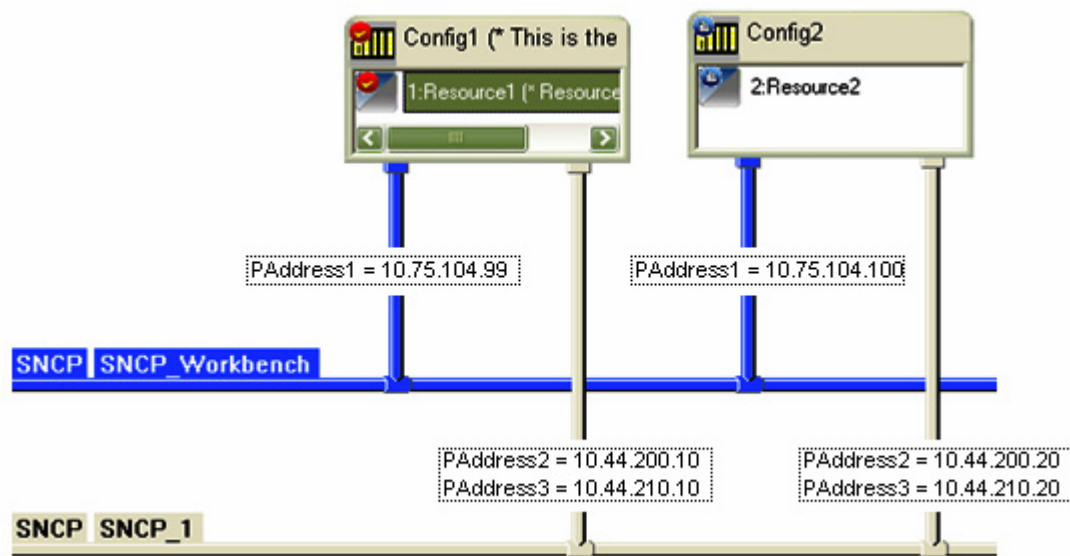 Config1 (* This is the
1:Resource1 (* Resource
Config2
2:Resource2
PAddress1 = 10.75.104.99
PAddress1 = 10.75.104.100
SNCP SNCP_Workbench
PAddress2 = 10.44.200.10
PAddress3 = 10.44.210.10
PAddress2 = 10.44.200.20
PAddress3 = 10.44.210.20
SNCP SNCP_1